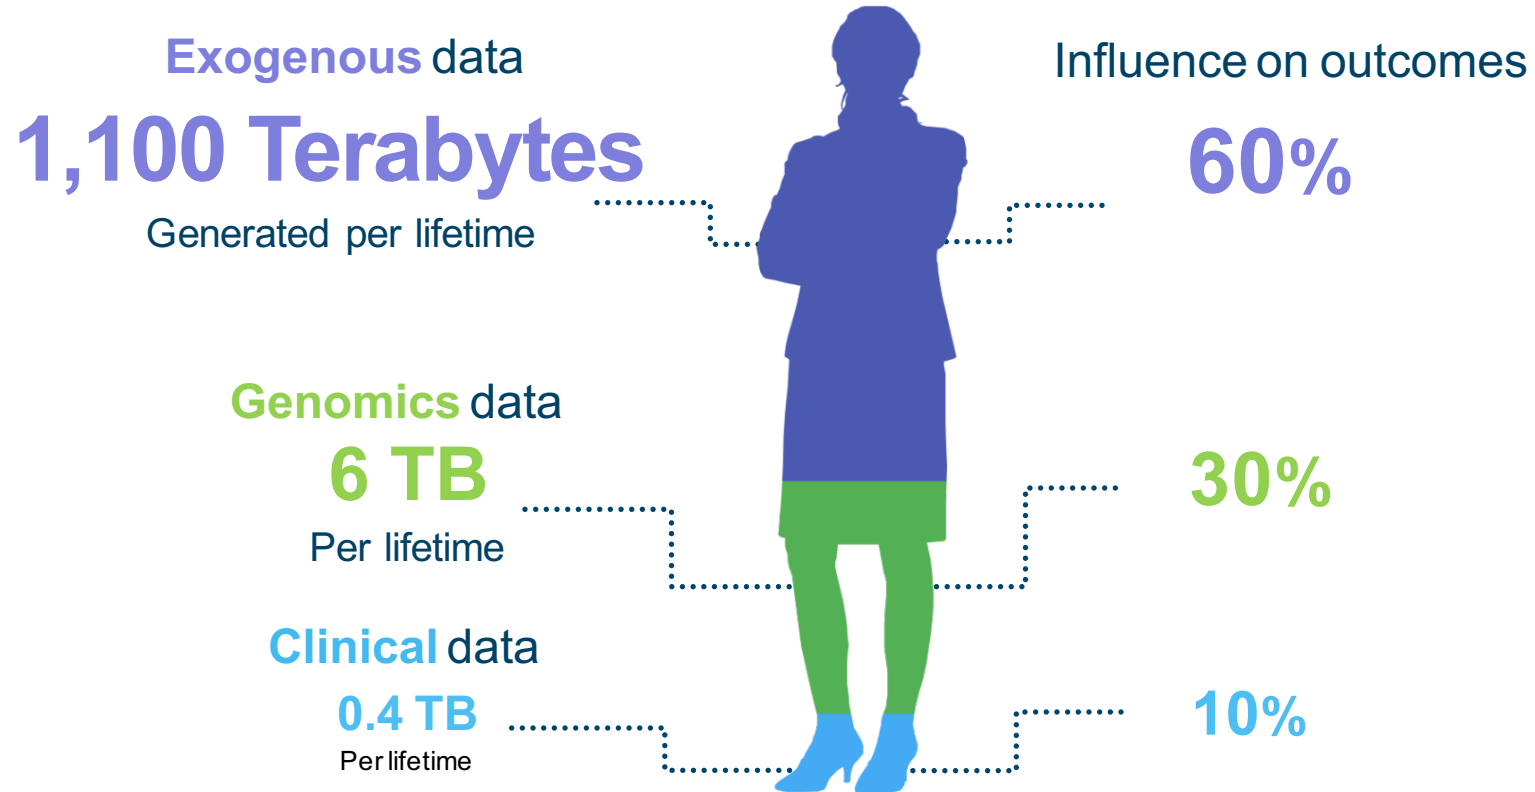 Exogenous data
1,100 Terabytes
Generated per lifetime
Influence on outcomes
60%
Genomics data
6 TB
Per lifetime
30%
Clinical data
0.4 TB
Per lifetime
10%